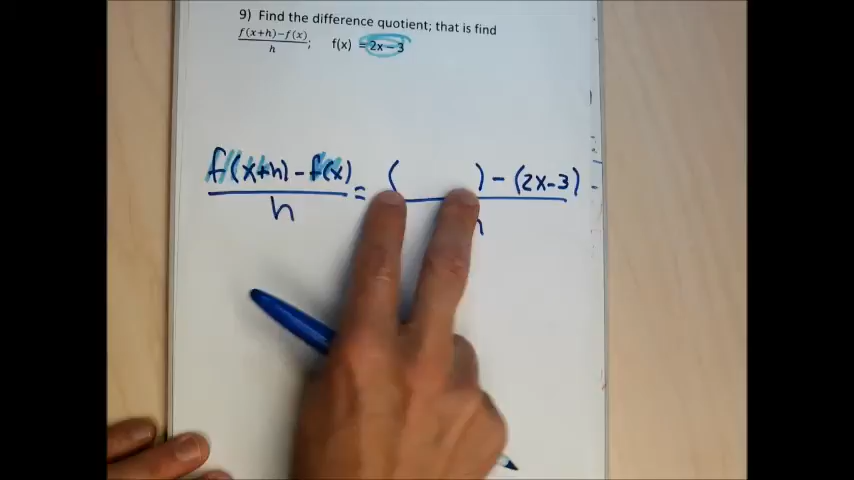 9) Find the difference quotient; that is find
f(x+h)−f(x)
h
; f(x) = 2x − 3
f(x+h) - f(x) = ( ) - (2x-3)
h h